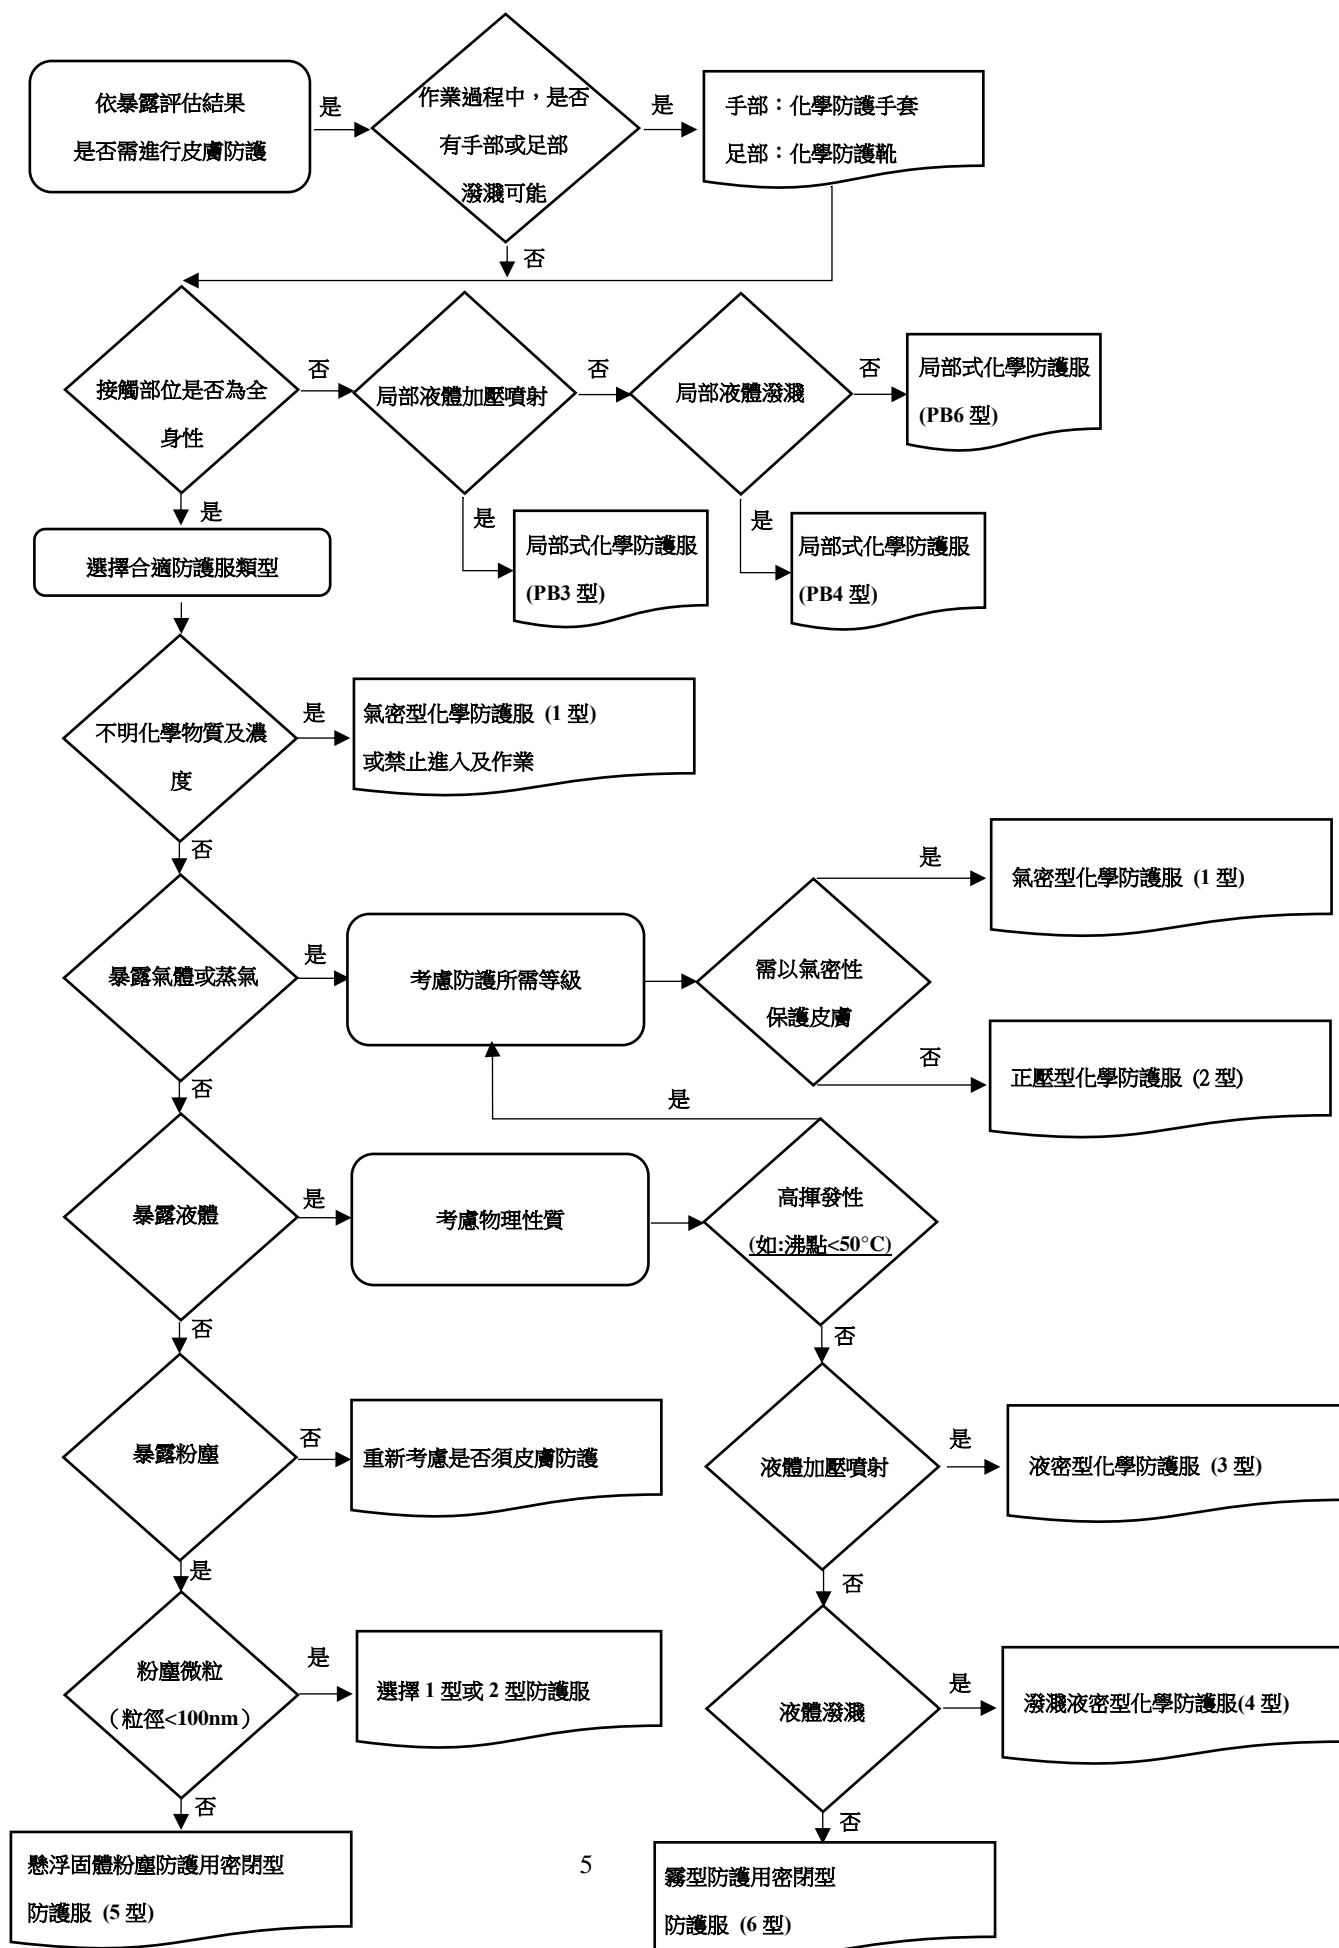 依暴露評估結果
是否需進行皮膚防護
是
作業過程中，是否
有手部或足部
潑濺可能
是
手部：化學防護手套
足部：化學防護靴
否
接觸部位是否為全
身性
否
局部液體加壓噴射
否
局部液體潑濺
否
局部式化學防護服
(PB6 型)
是
是
局部式化學防護服
(PB3 型)
是
局部式化學防護服
(PB4 型)
選擇合適防護服類型
不明化學物質及濃
度
是
氣密型化學防護服 (1 型)
或禁止進入及作業
否
暴露氣體或蒸氣
是
考慮防護所需等級
需以氣密性
保護皮膚
是
氣密型化學防護服 (1 型)
否
正壓型化學防護服 (2 型)
否
暴露液體
是
考慮物理性質
高揮發性
(如:沸點<50°C)
是
否
暴露粉塵
否
重新考慮是否須皮膚防護
否
液體加壓噴射
是
液密型化學防護服 (3 型)
是
粉塵微粒
（粒徑<100nm）
是
選擇 1 型或 2 型防護服
否
液體潑濺
是
潑濺液密型化學防護服(4 型)
否
懸浮固體粉塵防護用密閉型
防護服 (5 型)
否
霧型防護用密閉型
防護服 (6 型)
5